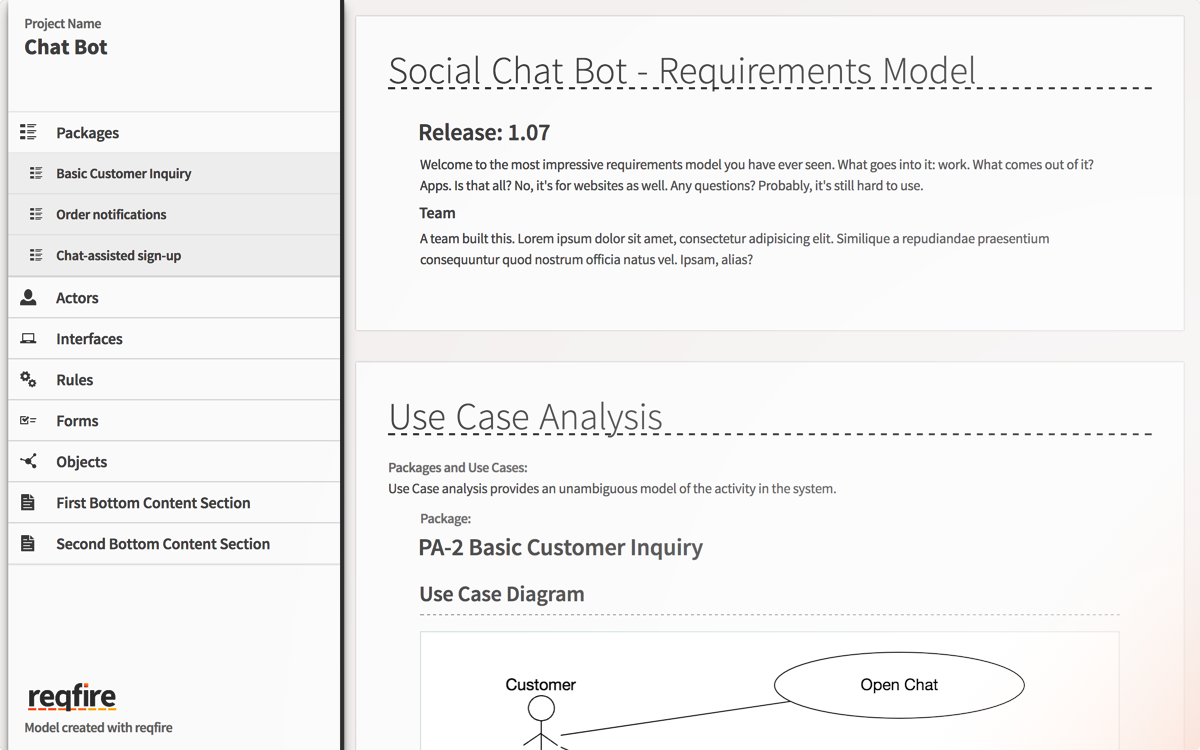 Project Name
Chat Bot
Packages
Basic Customer Inquiry
Order notifications
Chat-assisted sign-up
Actors
Interfaces
Rules
Forms
Objects
First Bottom Content Section
Second Bottom Content Section
reqfire
Model created with reqfire
Social Chat Bot - Requirements Model
Release: 1.07
Welcome to the most impressive requirements model you have ever seen. What goes into it: work. What comes out of it?
Apps. Is that all? No, it's for websites as well. Any questions? Probably, it's still hard to use.
Team
A team built this. Lorem ipsum dolor sit amet, consectetur adipisicing elit. Similique a repudiandae praesentium
consequuntur quod nostrum officia natus vel. Ipsam, alias?
Use Case Analysis
Packages and Use Cases:
Use Case analysis provides an unambiguous model of the activity in the system.
Package:
PA-2 Basic Customer Inquiry
Use Case Diagram
Customer
Open Chat